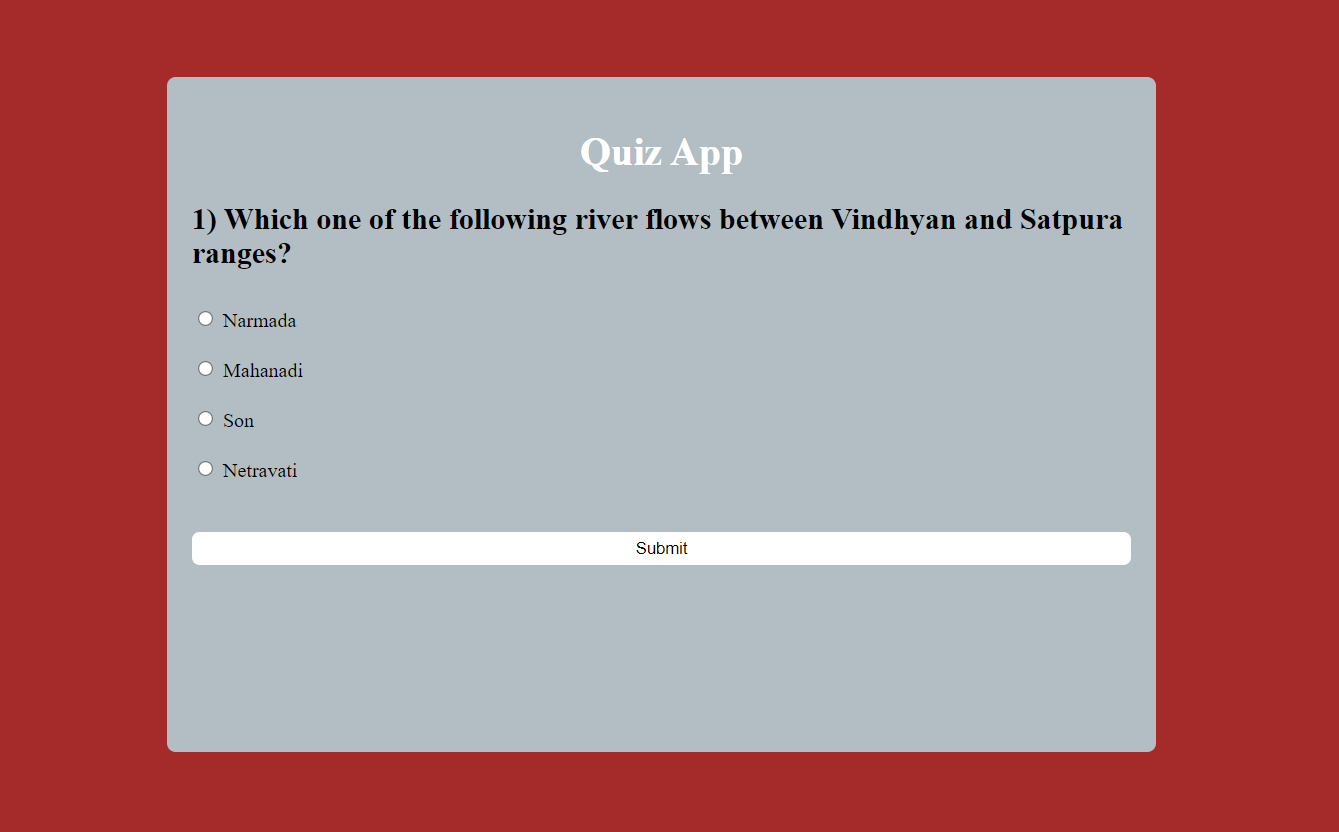 Quiz App
1) Which one of the following river flows between Vindhyan and Satpura
ranges?
Narmada
Mahanadi
Son
Netravati
Submit